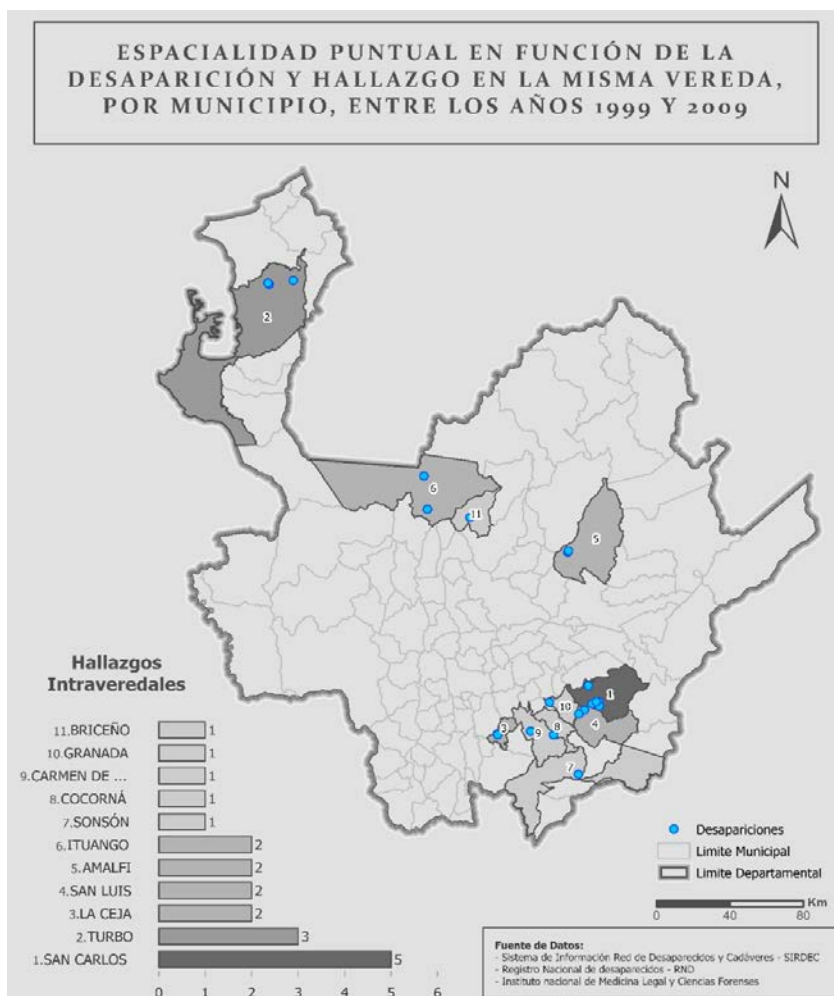 ESPACIALIDAD PUNTUAL EN FUNCIÓN DE LA
DESAPARICIÓN Y HALLAZGO EN LA MISMA VEREDA,
POR MUNICIPIO, ENTRE LOS AÑOS 1999 Y 2009
N
2
6
11
5
1
10
4
3
9
8
7
Hallazgos
Intraveredales
11.BRICEÑO 1
10.GRANADA 1
9.CARMEN DE ... 1
8.COCORNÁ 1
7.SONSÓN 1
6.ITUANGO 2
5.AMALFI 2
4.SAN LUIS 2
3.LA CEJA 2
2.TURBO 3
1.SAN CARLOS 5
0 1 2 3 4 5 6
Desapariciones
Limite Municipal
Limite Departamental
Km
0 40 80
Fuente de Datos:
- Sistema de Información Red de Desaparecidos y Cadáveres - SIRDEC
- Registro Nacional de desaparecidos - RND
- Instituto nacional de Medicina Legal y Ciencias Forenses